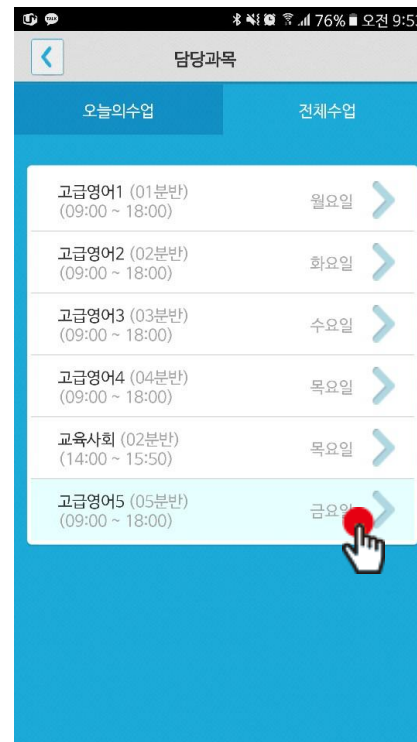 76% 오전 9:53
담당과목
오늘의수업 전체수업
고급영어1 (01분반)
(09:00 ~ 18:00)
월요일
고급영어2 (02분반)
(09:00 ~ 18:00)
화요일
고급영어3 (03분반)
(09:00 ~ 18:00)
수요일
고급영어4 (04분반)
(09:00 ~ 18:00)
목요일
교육사회 (02분반)
(14:00 ~ 15:50)
목요일
고급영어5 (05분반)
(09:00 ~ 18:00)
금요일